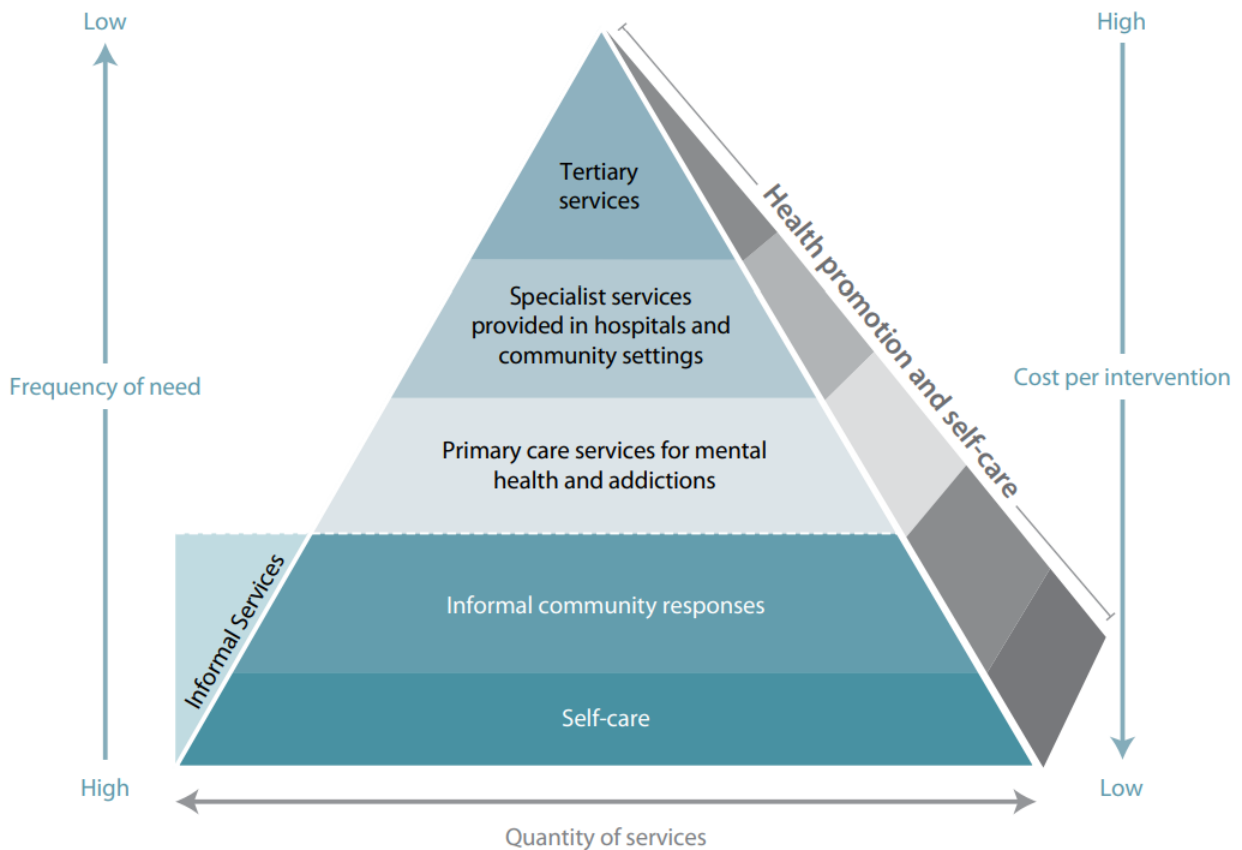 Low
High
Tertiary
services
Health promotion and self-care
Specialist services
provided in hospitals and
community settings
Frequency of need
Cost per intervention
Primary care services for mental
health and addictions
Informal Services
Informal community responses
Self-care
High
Low
Quantity of services